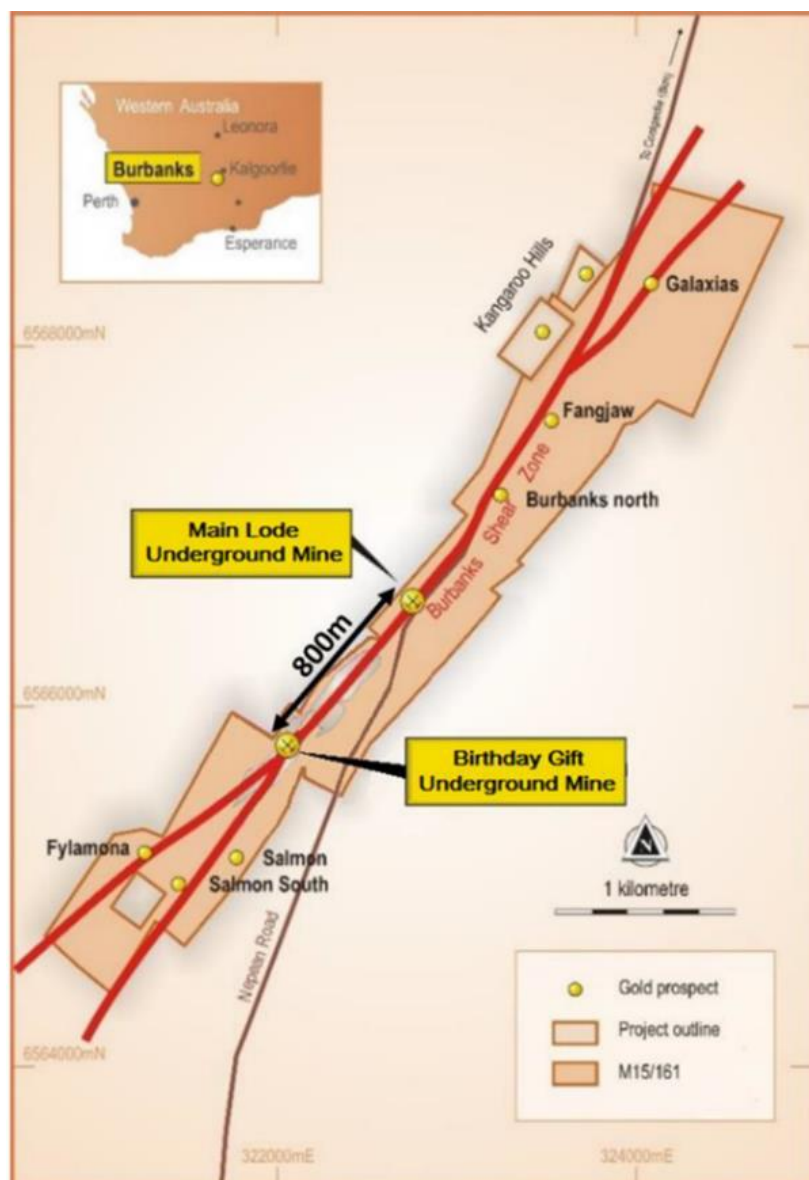 Western Australia
Leonora
Burbanks
Kalgoorlie
Perth
Esperance
To Coolgardie (8km)
Kangaroo Hills
Galaxias
6568000mN
Fangjaw
Burbanks north
Burbanks Shear Zone
Main Lode
Underground Mine
800m
6566000mN
Birthday Gift
Underground Mine
Fylamona
Salmon
Salmon South
N
1 kilometre
Nepean Road
Gold prospect
Project outline
M15/161
6564000mN
322000mE
324000mE